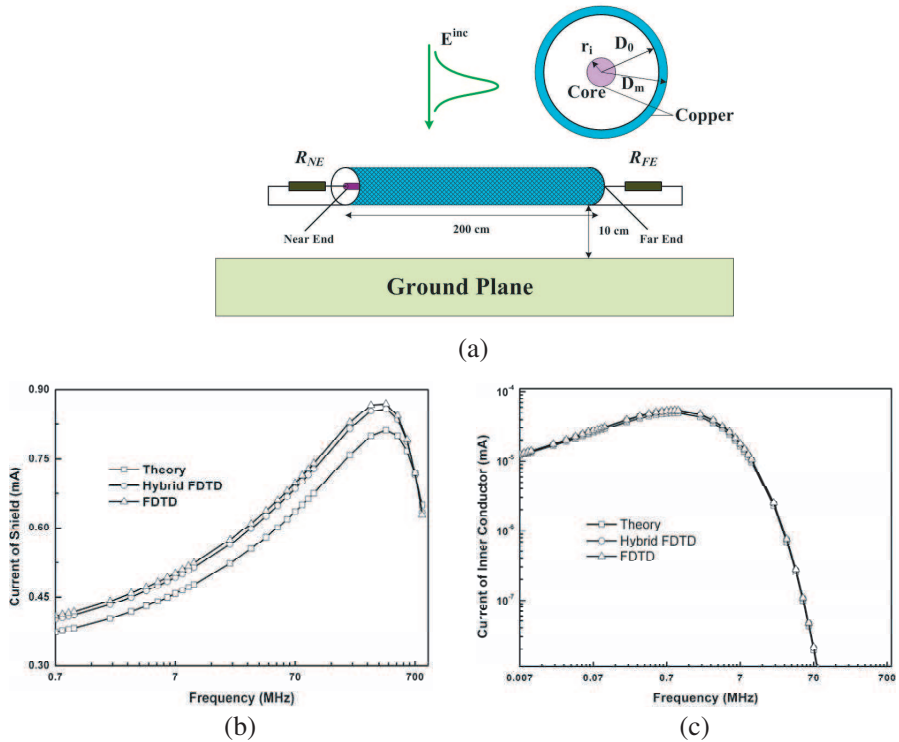 E^inc
r_i
D_0
D_m
Core
Copper
R_NE
R_FE
Near End
200 cm
10 cm
Far End
Ground Plane
(a)
0.90
0.75
0.60
0.45
0.30
Current of Shield (mA)
Theory
Hybrid FDTD
FDTD
0.7
7
70
700
Frequency (MHz)
(b)
10^-4
10^-5
10^-6
10^-7
Current of Inner Conductor (mA)
Theory
Hybrid FDTD
FDTD
0.007
0.07
0.7
7
70
700
Frequency (MHz)
(c)